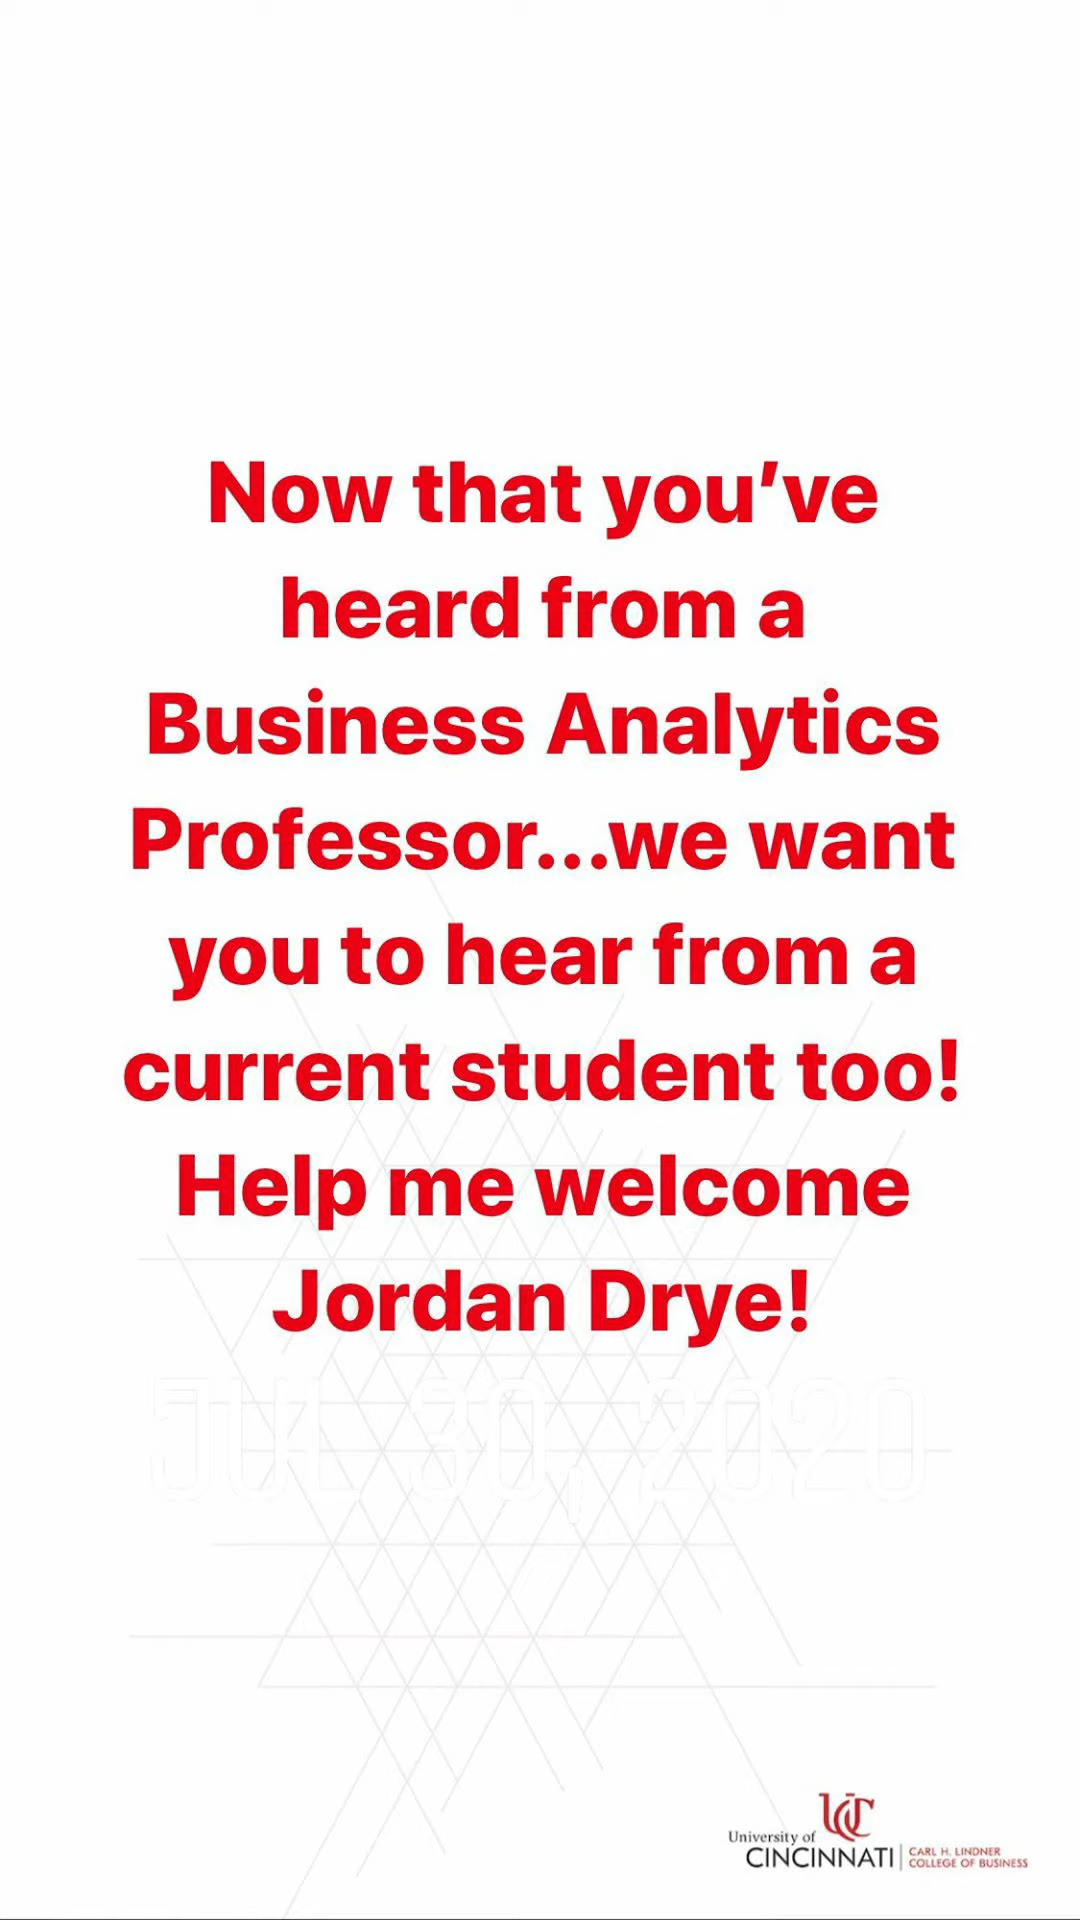 Now that you’ve
heard from a
Business Analytics
Professor...we want
you to hear from a
current student too!
Help me welcome
Jordan Drye!
JUL 30, 2020
UC
University of
CINCINNATI
CARL H. LINDNER
COLLEGE OF BUSINESS